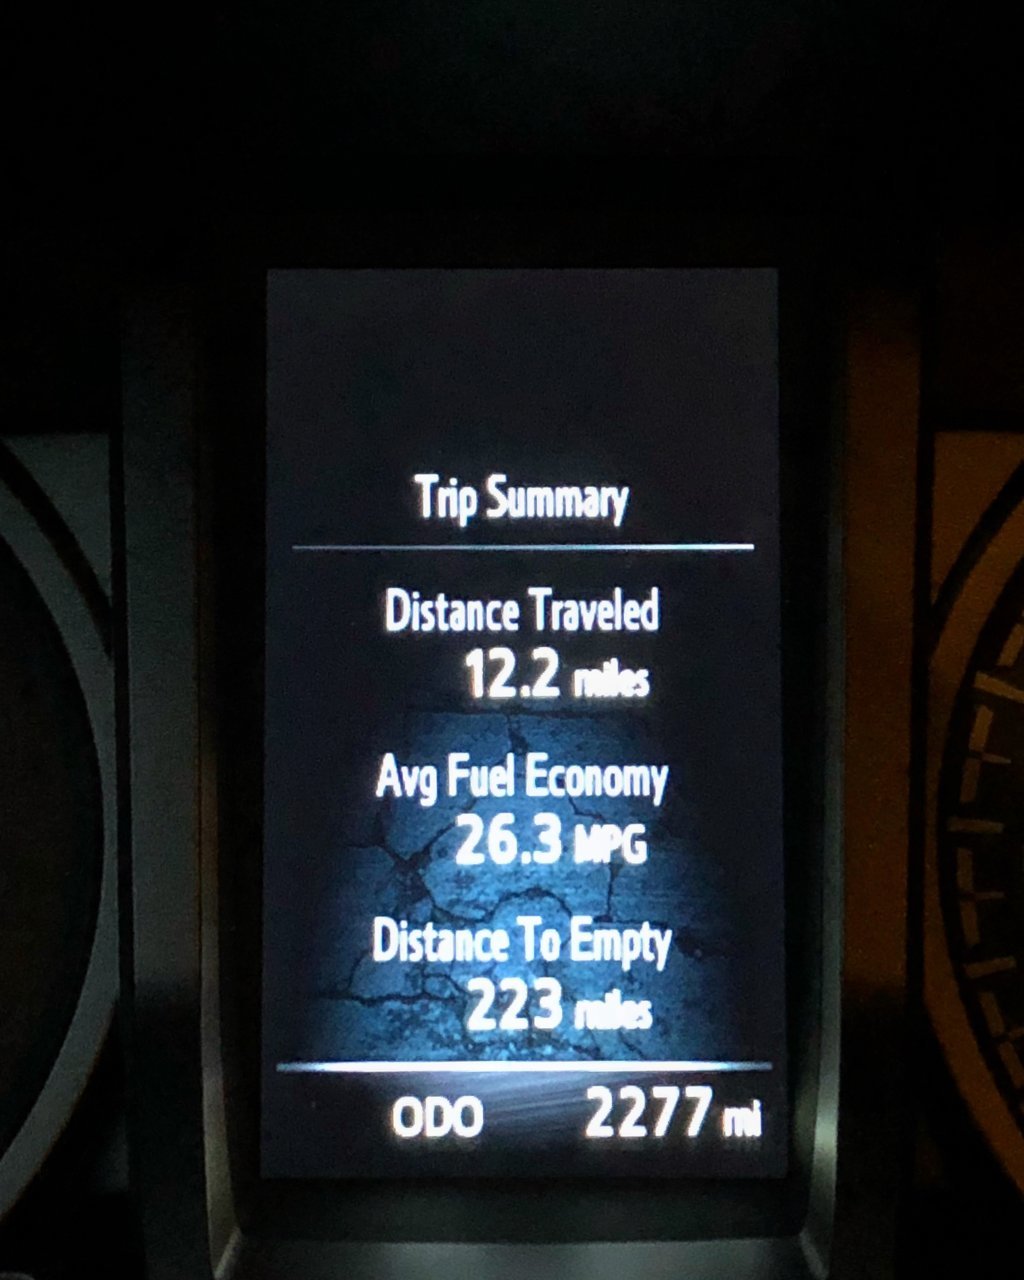 Trip Summary
Distance Traveled
12.2 miles
Avg Fuel Economy
26.3 MPG
Distance To Empty
223 miles
ODO 2277 mi